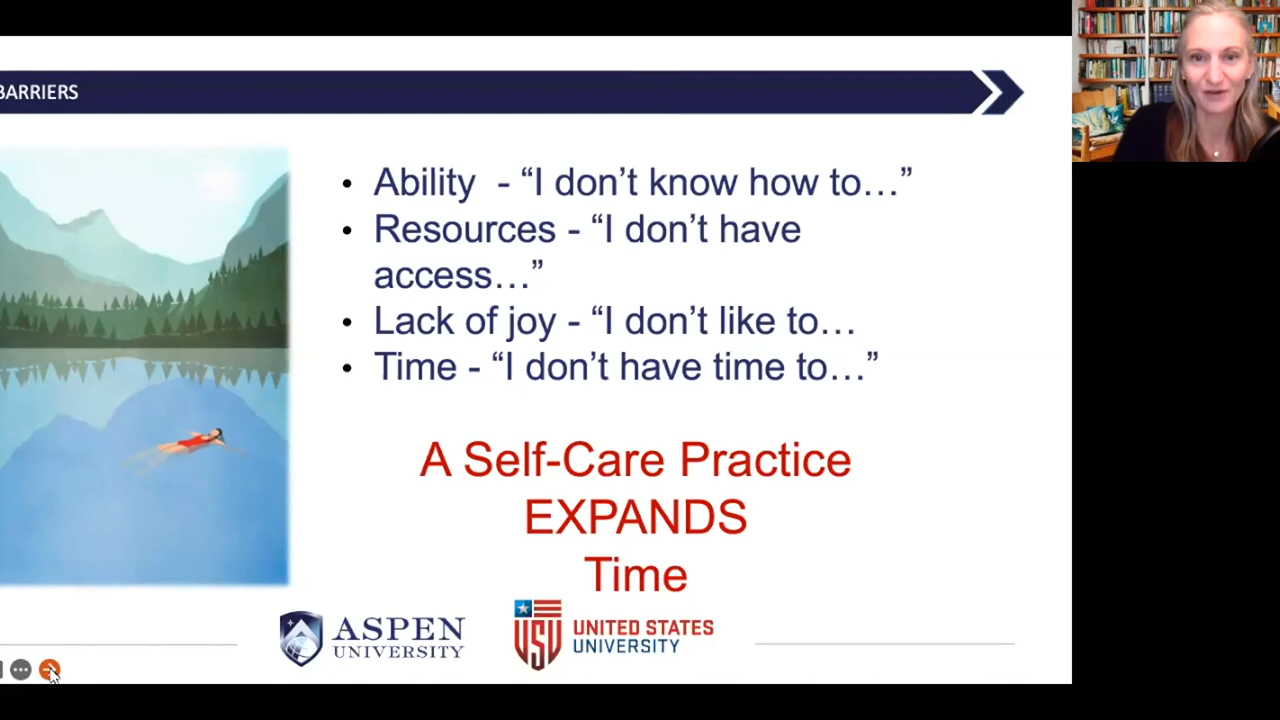 BARRIERS
• Ability - “I don’t know how to…”
• Resources - “I don’t have
access…”
• Lack of joy - “I don’t like to…
• Time - “I don’t have time to…”
A Self-Care Practice
EXPANDS
Time
ASPEN
UNIVERSITY
USU
UNITED STATES
UNIVERSITY